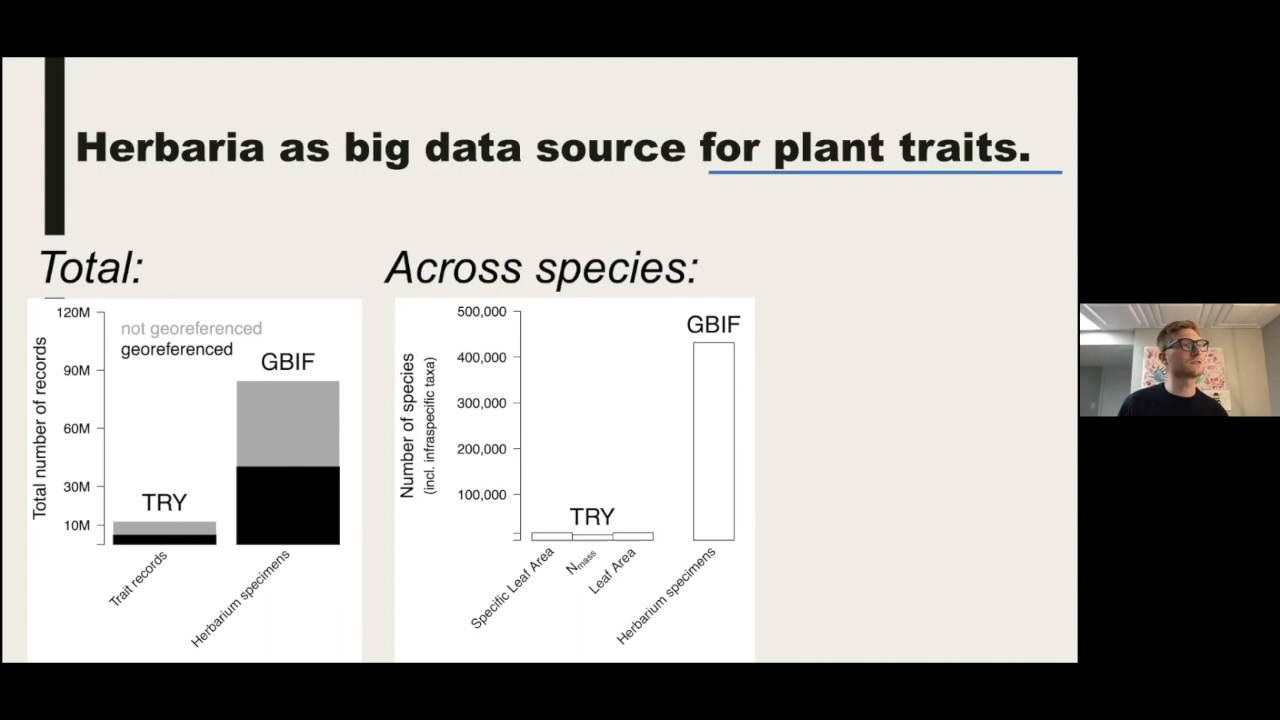 Herbaria as big data source for plant traits.
Total:
Total number of records
120M
90M
60M
30M
10M
not georeferenced
georeferenced
GBIF
TRY
Trait records
Herbarium specimens
Across species:
Number of species
(incl. infraspecific taxa)
500,000
400,000
300,000
200,000
100,000
GBIF
TRY
Specific Leaf Area
Nmass
Leaf Area
Herbarium specimens